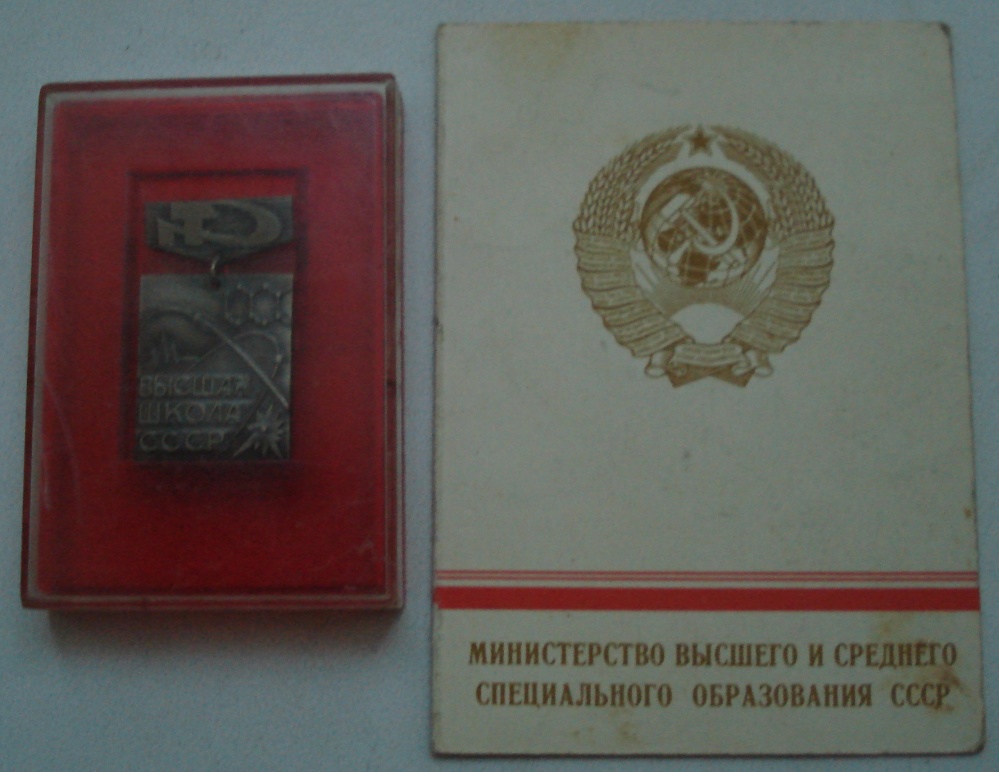 ВЫСШАЯ
ШКОЛА
СССР
МИНИСТЕРСТВО ВЫСШЕГО И СРЕДНЕГО
СПЕЦИАЛЬНОГО ОБРАЗОВАНИЯ СССР